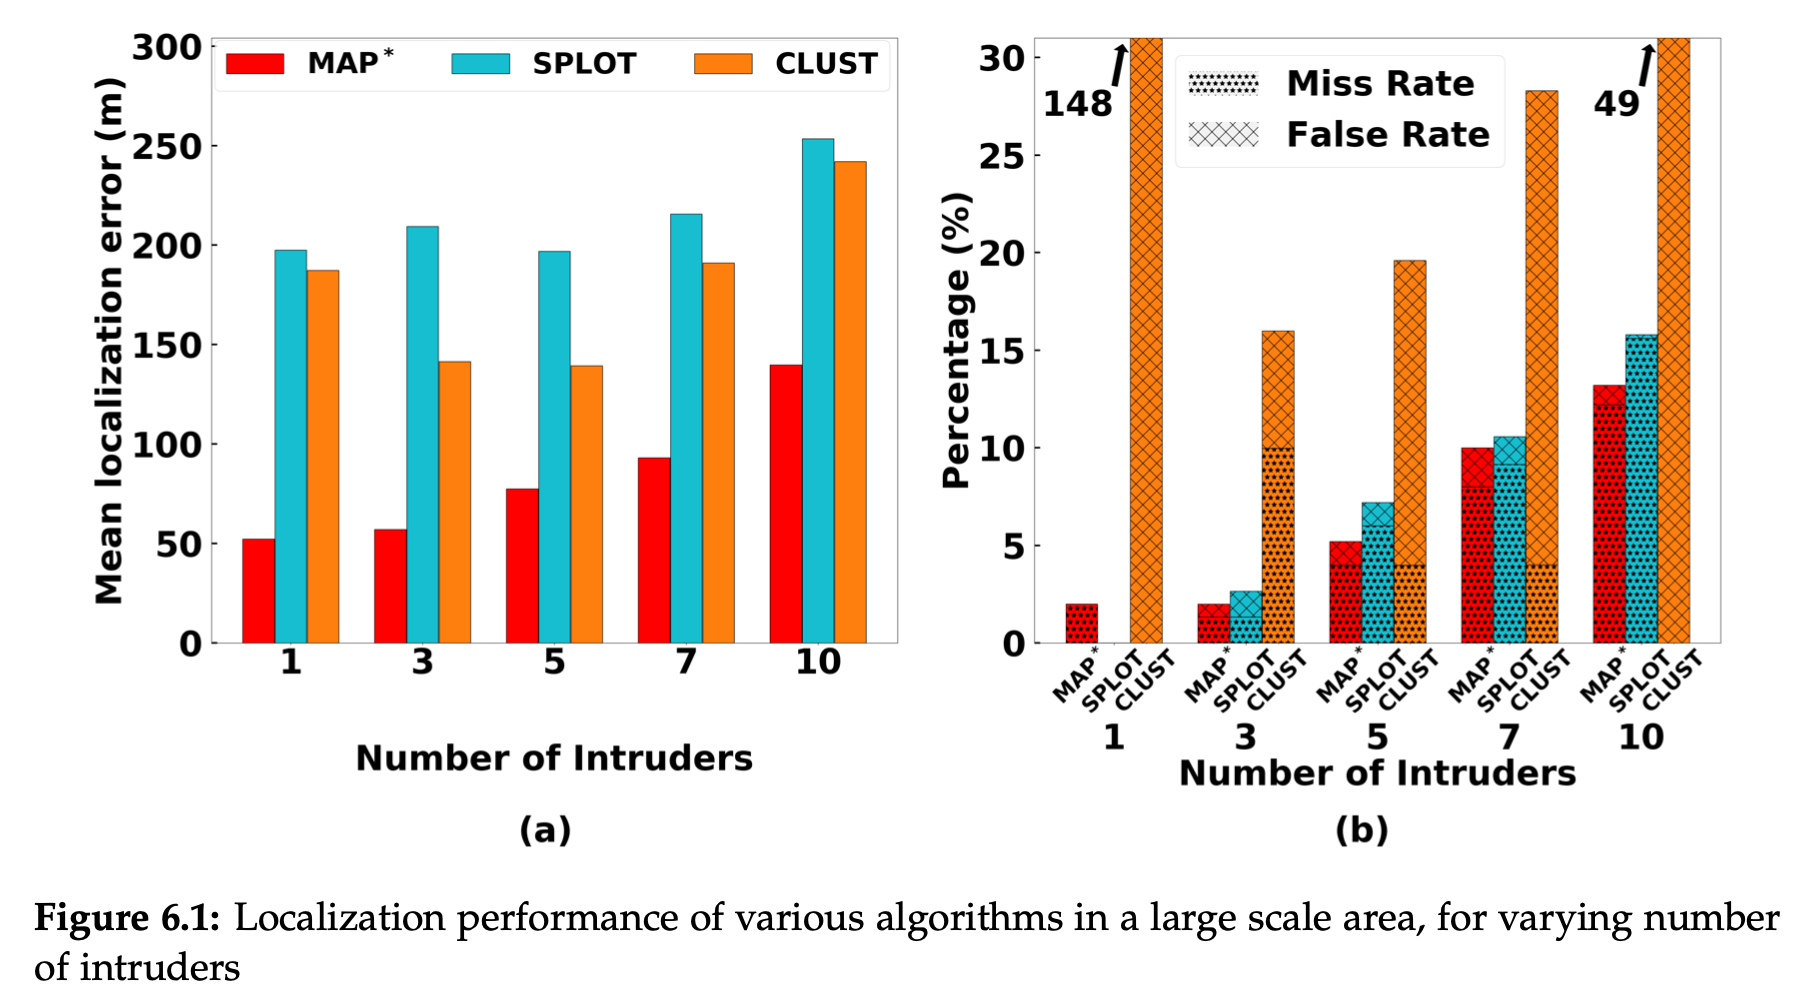 MAP* SPLOT CLUST
Mean localization error (m)
300
250
200
150
100
50
0
1 3 5 7 10
Number of Intruders
(a)
Miss Rate
False Rate
148
49
Percentage (%)
30
25
20
15
10
5
0
MAP* SPLOT CLUST MAP* SPLOT CLUST MAP* SPLOT CLUST MAP* SPLOT CLUST MAP* SPLOT CLUST
1 3 5 7 10
Number of Intruders
(b)
Figure 6.1: Localization performance of various algorithms in a large scale area, for varying number
of intruders